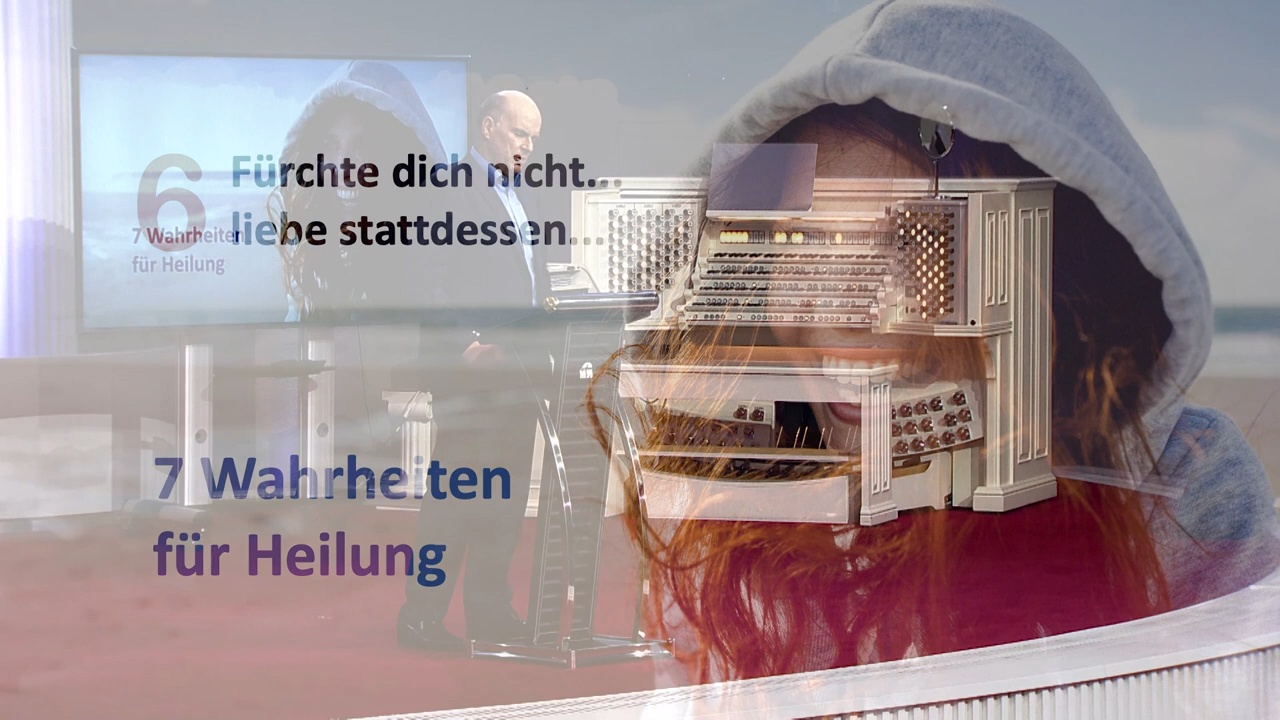 6
Fürchte dich nicht...
liebe stattdessen...
7 Wahrheiten
für Heilung
7 Wahrheiten
für Heilung